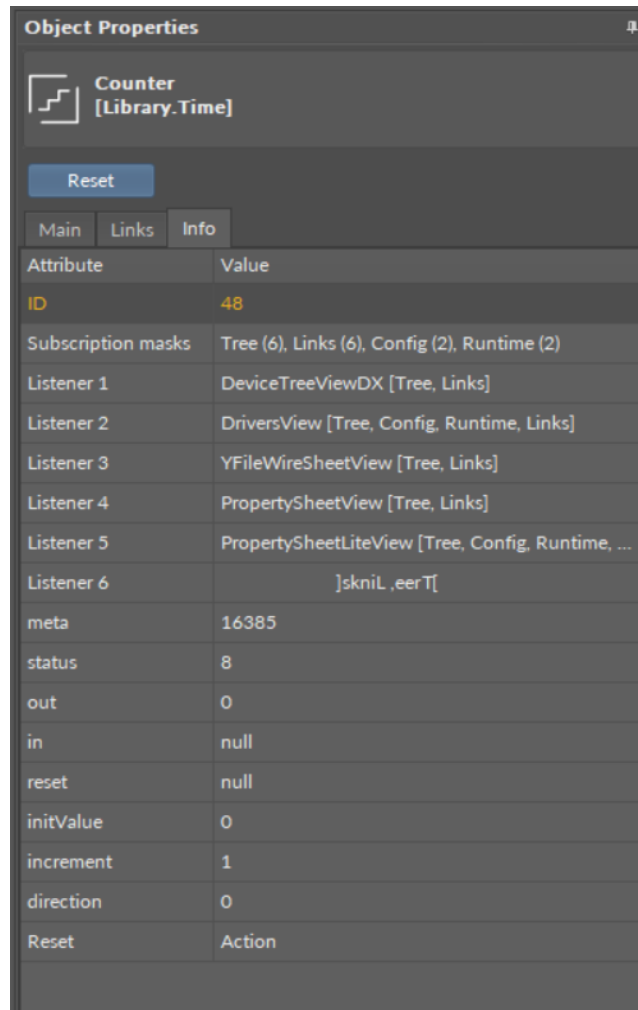 Object Properties
Counter
[Library.Time]
Reset
Main Links Info
Attribute Value
ID 48
Subscription masks Tree (6), Links (6), Config (2), Runtime (2)
Listener 1 DeviceTreeViewDX [Tree, Links]
Listener 2 DriversView [Tree, Config, Runtime, Links]
Listener 3 YFileWireSheetView [Tree, Links]
Listener 4 PropertySheetView [Tree, Links]
Listener 5 PropertySheetLiteView [Tree, Config, Runtime, ...
Listener 6 ]skniL ,eerT[
meta 16385
status 8
out 0
in null
reset null
initValue 0
increment 1
direction 0
Reset Action